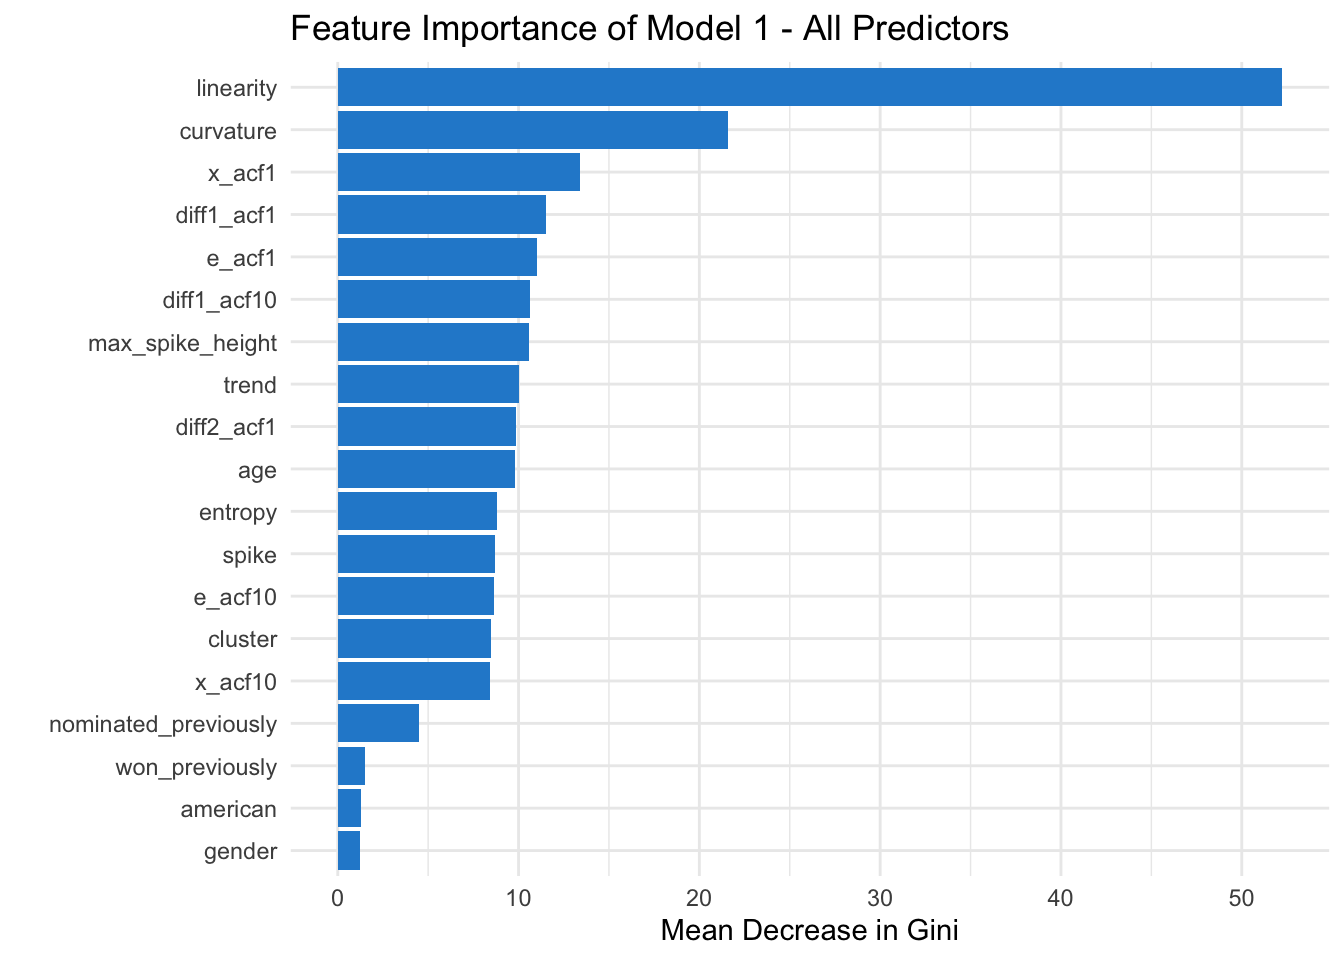 Feature Importance of Model 1 - All Predictors
linearity
curvature
x_acf1
diff1_acf1
e_acf1
diff1_acf10
max_spike_height
trend
diff2_acf1
age
entropy
spike
e_acf10
cluster
x_acf10
nominated_previously
won_previously
american
gender
0 10 20 30 40 50
Mean Decrease in Gini